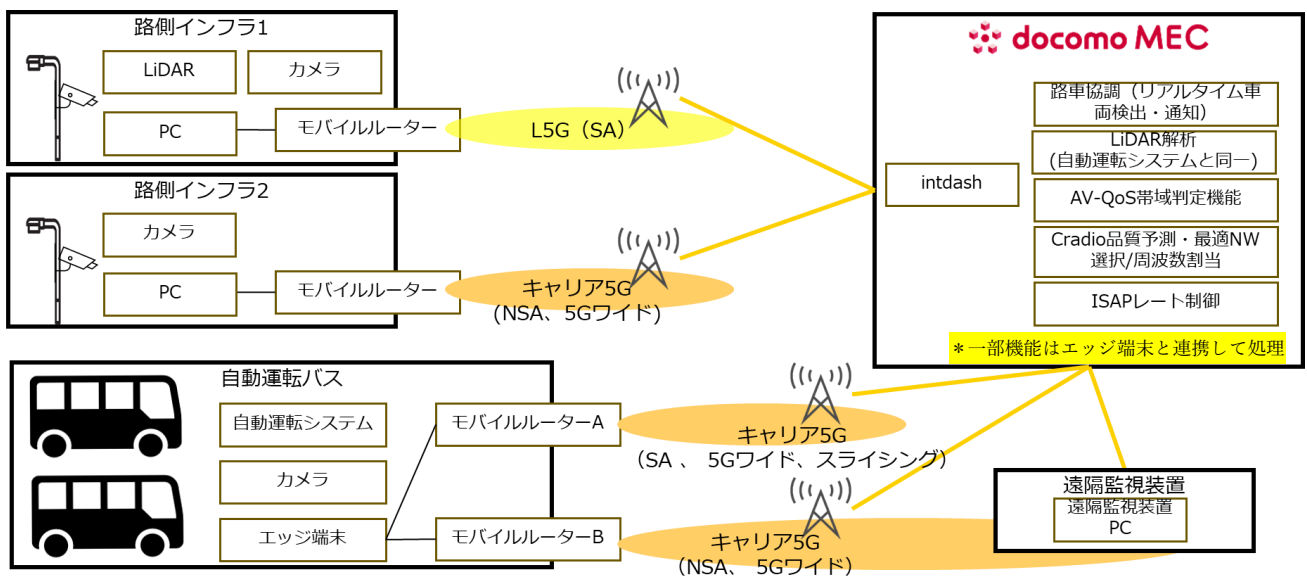 路側インフラ1
LiDAR
カメラ
PC
モバイルルーター
L5G（SA）
路側インフラ2
カメラ
PC
モバイルルーター
キャリア5G
(NSA、5Gワイド)
docomo MEC
intdash
路車協調（リアルタイム車
両検出・通知）
LiDAR解析
(自動運転システムと同一)
AV-QoS帯域判定機能
Cradio品質予測・最適NW
選択/周波数割当
ISAPレート制御
＊一部機能はエッジ端末と連携して処理
自動運転バス
自動運転システム
カメラ
エッジ端末
モバイルルーターA
モバイルルーターB
キャリア5G
（SA 、 5Gワイド、スライシング）
キャリア5G
（NSA、 5Gワイド）
遠隔監視装置
遠隔監視装置
PC